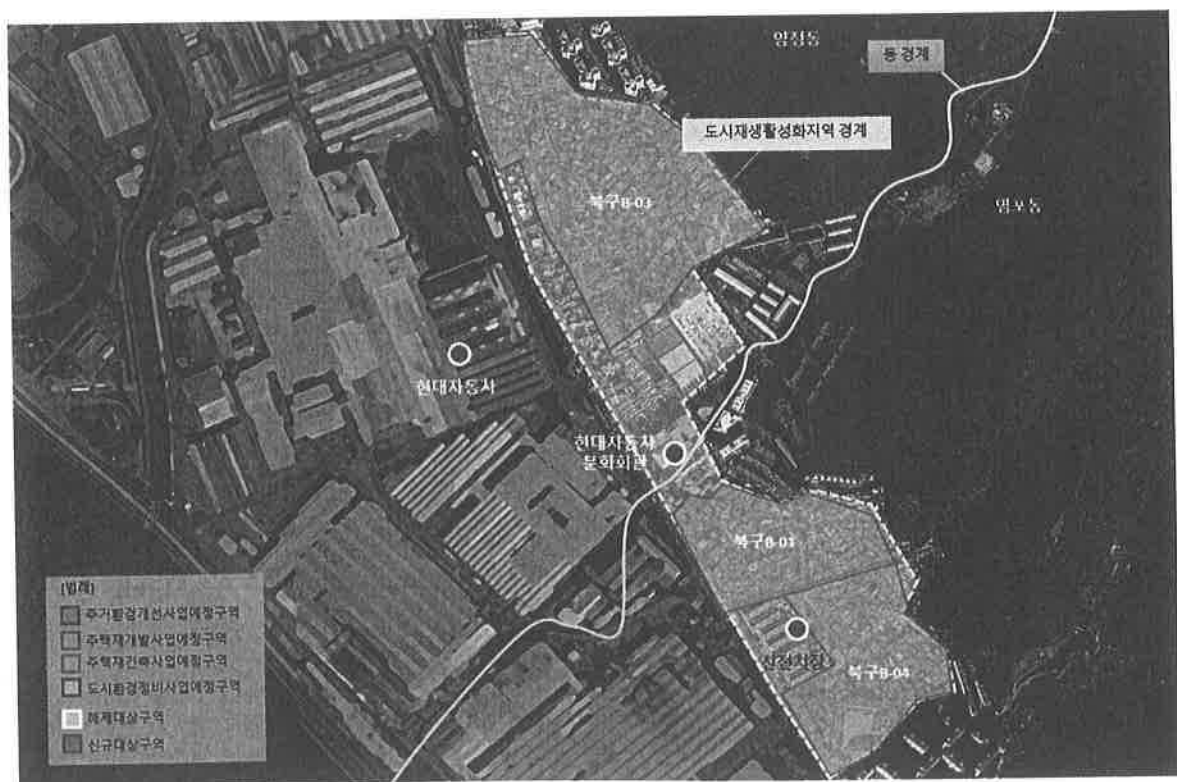 양정동
동 경계
도시재생활성화지역 경계
염포동
북구B-03
현대자동차
현대자동차
문화회관
북구B-01
신전시장
북구B-04
[범례]
주거환경개선사업예정구역
주택재개발사업예정구역
주택재건축사업예정구역
도시환경정비사업예정구역
해제대상구역
신규대상구역